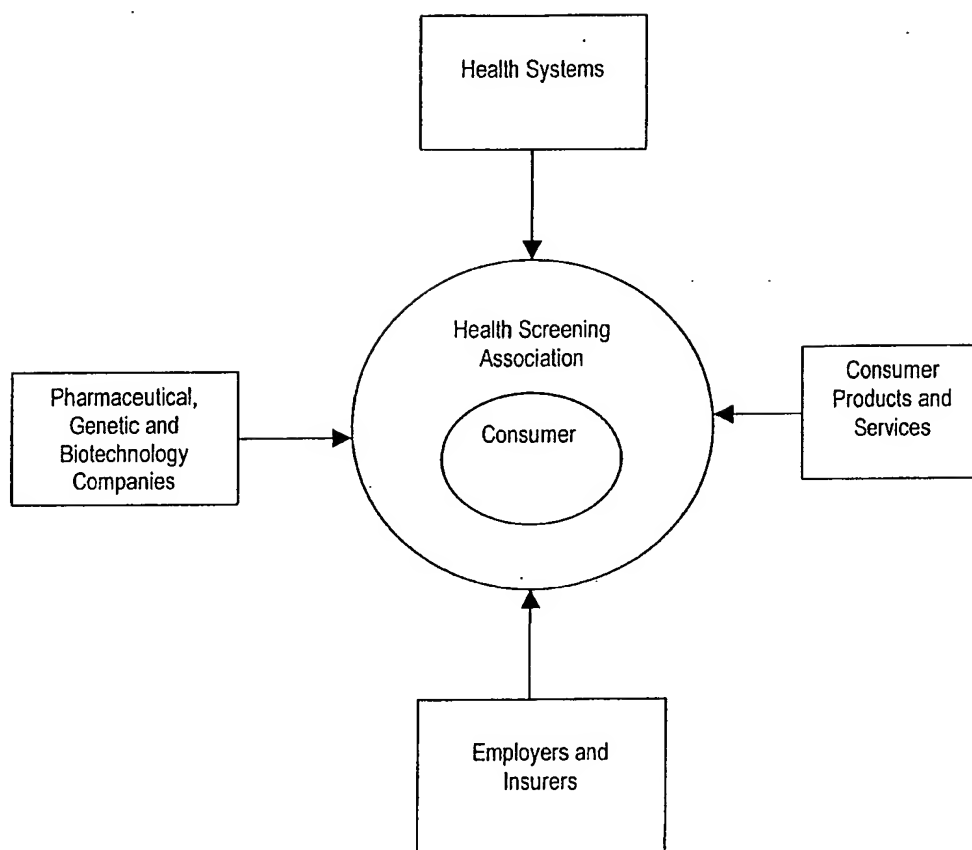 Health Systems
Health Screening
Association
Consumer
Pharmaceutical,
Genetic and
Biotechnology
Companies
Consumer
Products and
Services
Employers and
Insurers